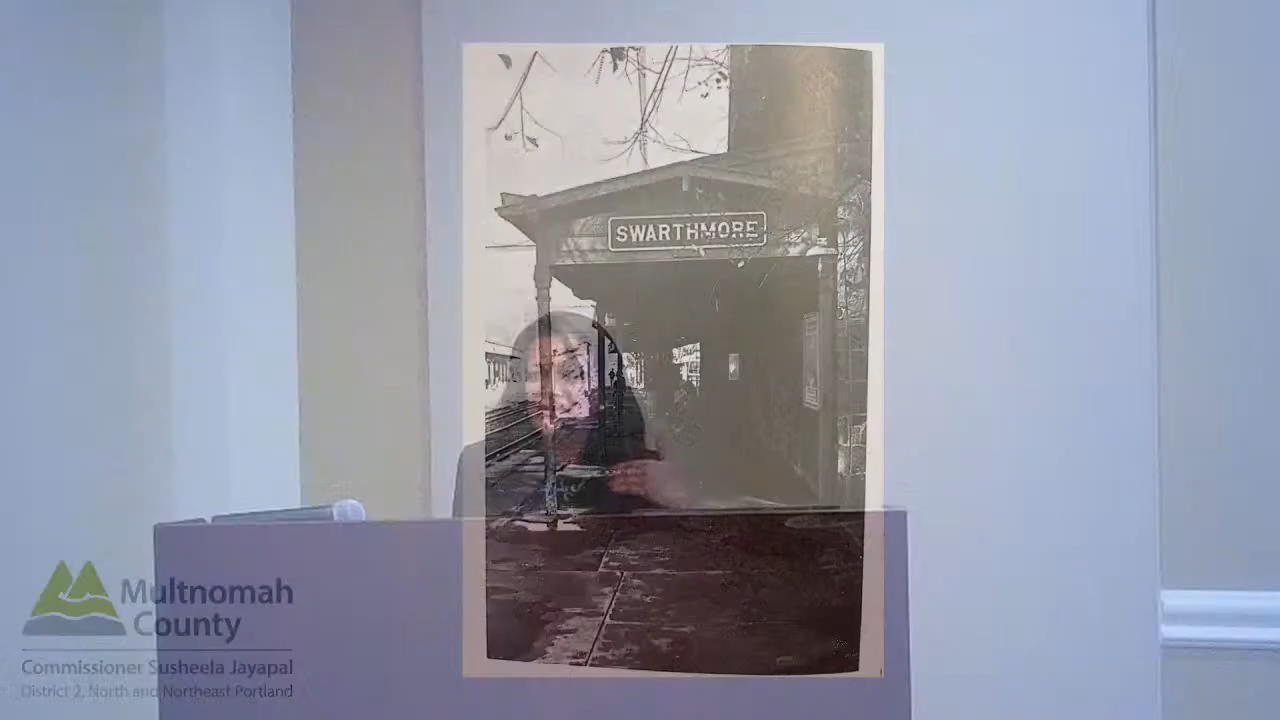 SWARTHMORE
Multnomah
County
Commissioner Susheela Jayapal
District 2, North and Northeast Portland